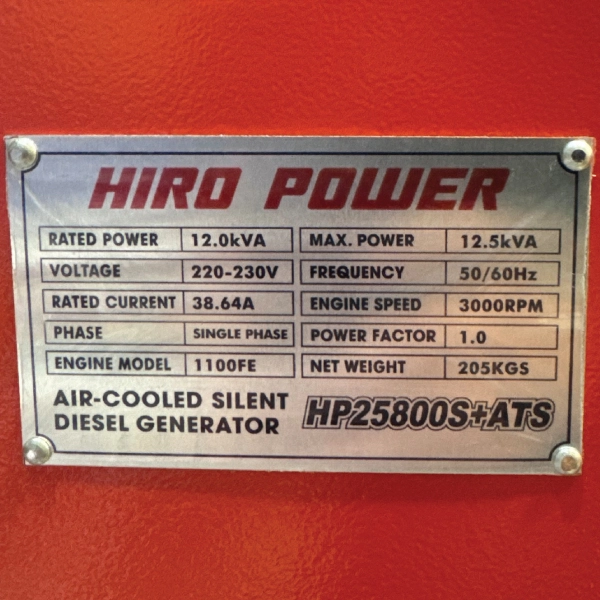 HIRO POWER
RATED POWER 12.0kVA MAX. POWER 12.5kVA
VOLTAGE 220-230V FREQUENCY 50/60Hz
RATED CURRENT 38.64A ENGINE SPEED 3000RPM
PHASE SINGLE PHASE POWER FACTOR 1.0
ENGINE MODEL 1100FE NET WEIGHT 205KGS
AIR-COOLED SILENT
DIESEL GENERATOR
HP25800S+ATS